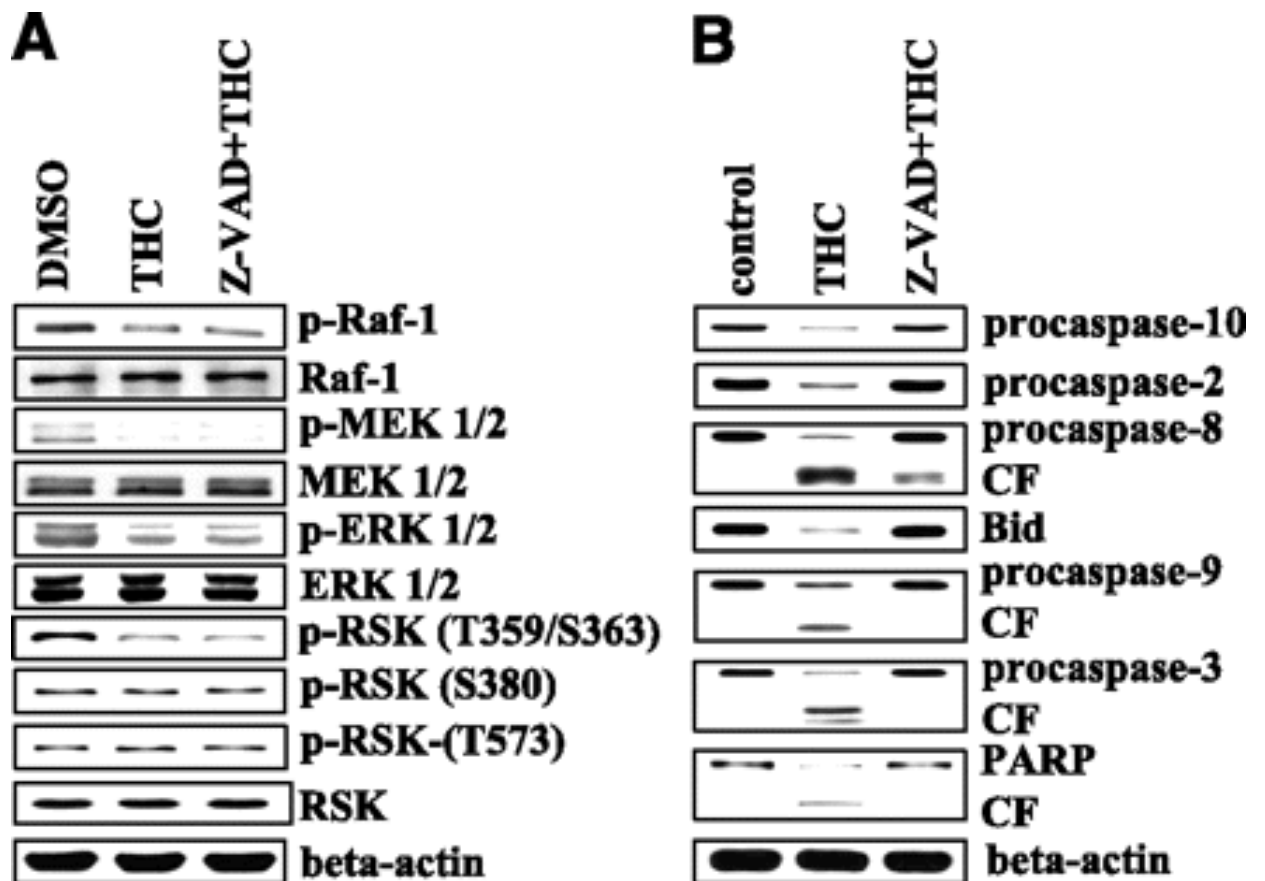 A
DMSO
THC
Z-VAD+THC
p-Raf-1
Raf-1
p-MEK 1/2
MEK 1/2
p-ERK 1/2
ERK 1/2
p-RSK (T359/S363)
p-RSK (S380)
p-RSK-(T573)
RSK
beta-actin
B
control
THC
Z-VAD+THC
procaspase-10
procaspase-2
procaspase-8
CF
Bid
procaspase-9
CF
procaspase-3
CF
PARP
CF
beta-actin